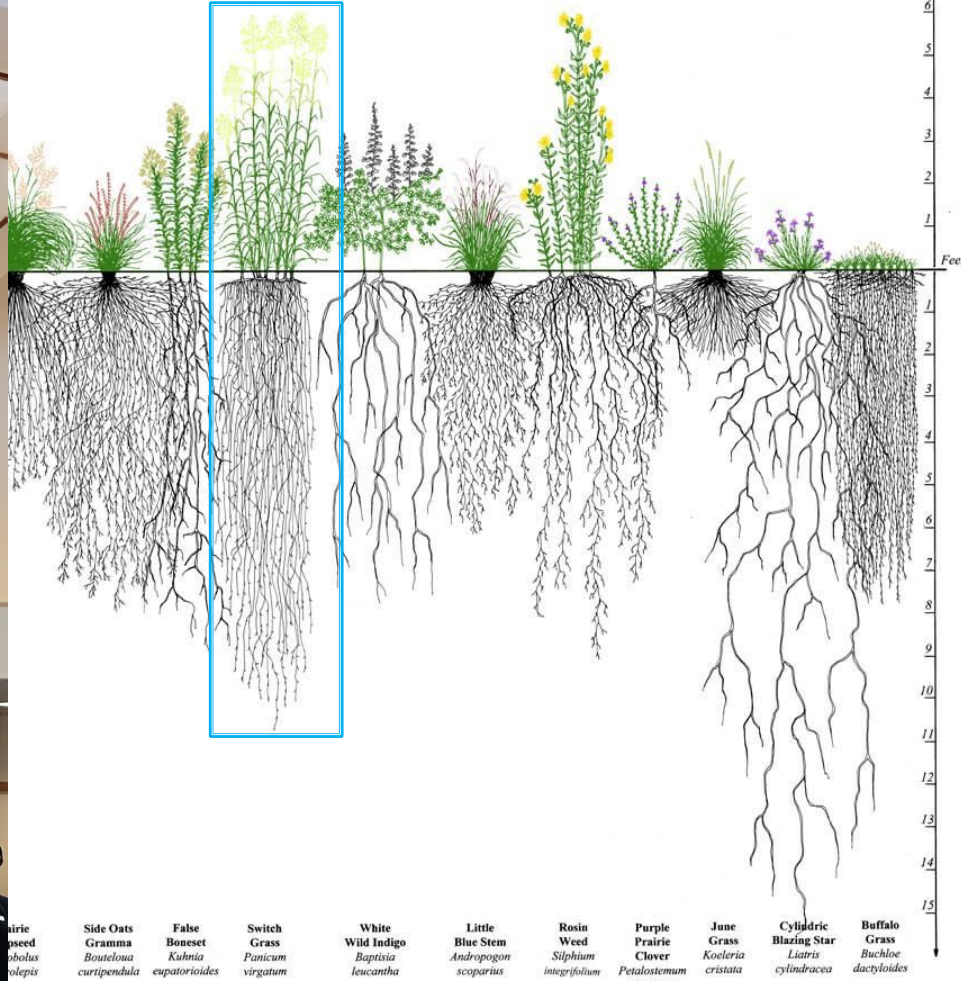 6
5
4
3
2
1
Fee
1
2
3
4
5
6
7
8
9
10
11
12
13
14
15
airie
pseed
obolus
olepis
Side Oats
Gramma
Bouteloua
curtipendula
False
Boneset
Kuhnia
eupatorioides
Switch
Grass
Panicum
virgatum
White
Wild Indigo
Baptisia
leucantha
Little
Blue Stem
Andropogon
scoparius
Rosin
Weed
Silphium
integrifolium
Purple
Prairie
Clover
Petalostemum
June
Grass
Koeleria
cristata
Cylindric
Blazing Star
Liatris
cylindracea
Buffalo
Grass
Buchloe
dactyloides